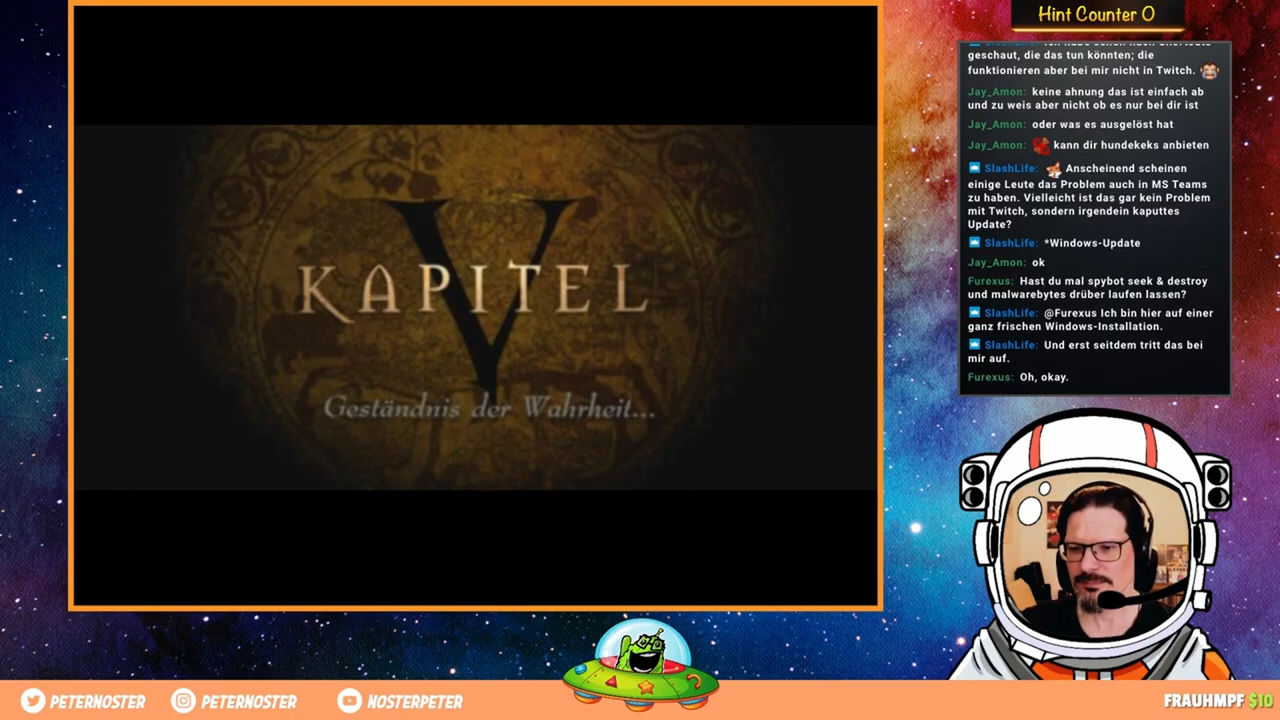 Hint Counter 0
geschaut, die das tun könnten; die
funktionieren aber bei mir nicht in Twitch.
Jay_Amon: keine ahnung das ist einfach ab
und zu weis aber nicht ob es nur bei dir ist
Jay_Amon: oder was es ausgelöst hat
Jay_Amon: kann dir hundekeks anbieten
SlashLife: Anscheinend scheinen
einige Leute das Problem auch in MS Teams
zu haben. Vielleicht ist das gar kein Problem
mit Twitch, sondern irgendein kaputtes
Update?
SlashLife: *Windows-Update
Jay_Amon: ok
Furexus: Hast du mal spybot seek & destroy
und malwarebytes drüber laufen lassen?
SlashLife: @Furexus Ich bin hier auf einer
ganz frischen Windows-Installation.
SlashLife: Und erst seitdem tritt das bei
mir auf.
Furexus: Oh, okay.
V
KAPITEL
Geständnis der Wahrheit...
PETERNOSTER
PETERNOSTER
NOSTERPETER
FRAUHMPF $10